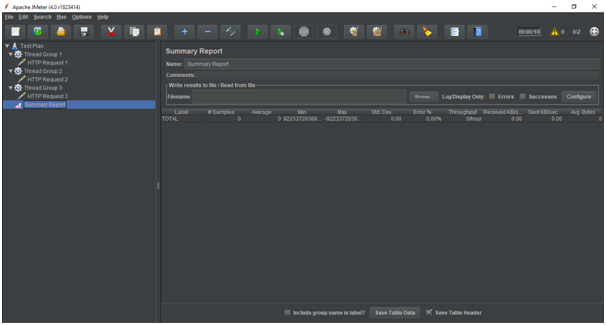 Apache JMeter (4.0 r1823414)
File Edit Search Run Options Help
00:00:10 0 0/2
Test Plan
Thread Group 1
HTTP Request 1
Thread Group 2
HTTP Request 2
Thread Group 3
HTTP Request 3
Summary Report
Summary Report
Name: Summary Report
Comments:
Write results to file / Read from file
Filename Browse... Log/Display Only: Errors Successes Configure
Label # Samples Average Min Max Std. Dev. Error % Throughput Received KB/s... Sent KB/sec Avg. Bytes
TOTAL 0 0 92233720368... -9223372036... 0.00 0.00% .0/hour 0.00 0.00 .0
Include group name in label? Save Table Data Save Table Header